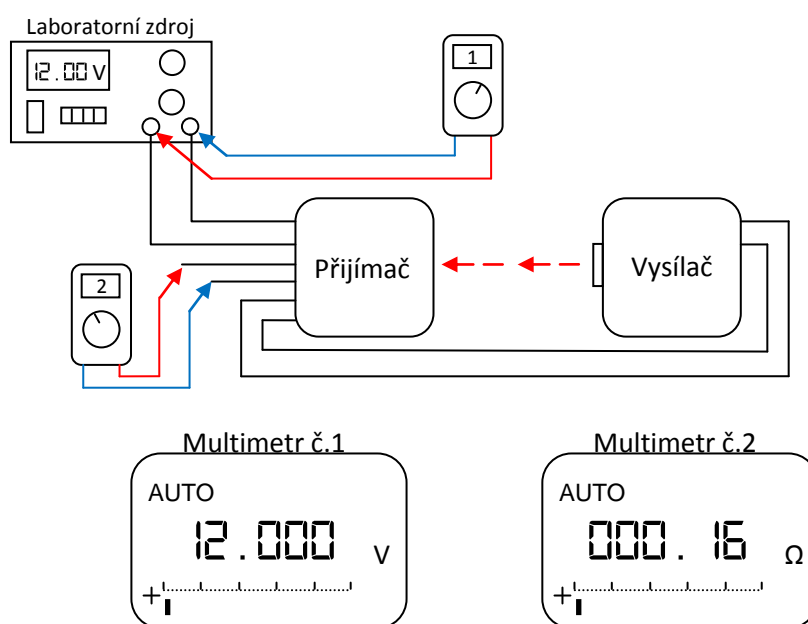 Laboratorní zdroj
12.00 V
1
Přijímač
Vysílač
2
Multimetr č.1
Multimetr č.2
AUTO
AUTO
12.000 V
000.16 Ω
+
+